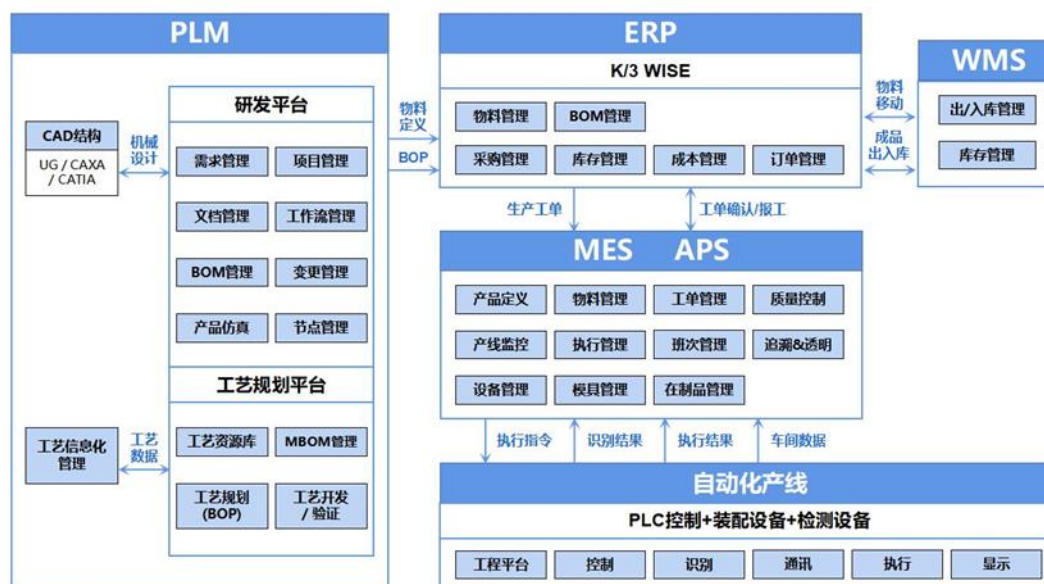 PLM
研发平台
CAD结构
UG / CAXA
/ CATIA
机械
设计
需求管理
项目管理
文档管理
工作流管理
BOM管理
变更管理
产品仿真
节点管理
工艺规划平台
工艺信息化
管理
工艺
数据
工艺资源库
MBOM管理
工艺规划
(BOP)
工艺开发
/ 验证
物料
定义
BOP
ERP
K/3 WISE
物料管理
BOM管理
采购管理
库存管理
成本管理
订单管理
物料
移动
成品
出入库
WMS
出/入库管理
库存管理
生产工单
工单确认/报工
MES APS
产品定义
物料管理
工单管理
质量控制
产线监控
执行管理
班次管理
追溯&透明
设备管理
模具管理
在制品管理
执行指令
识别结果
执行结果
车间数据
自动化产线
PLC控制+装配设备+检测设备
工程平台
控制
识别
通讯
执行
显示